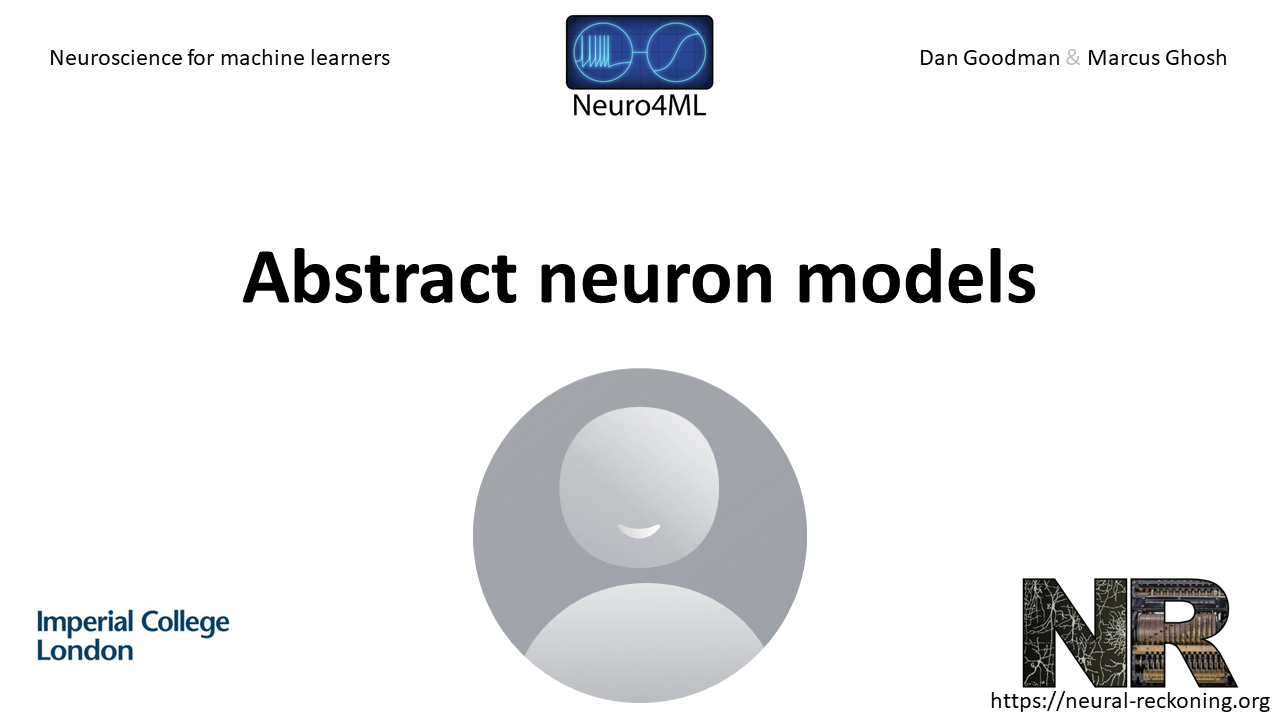 Neuroscience for machine learners
Neuro4ML
Dan Goodman & Marcus Ghosh
Abstract neuron models
Imperial College
London
NR
https://neural-reckoning.org